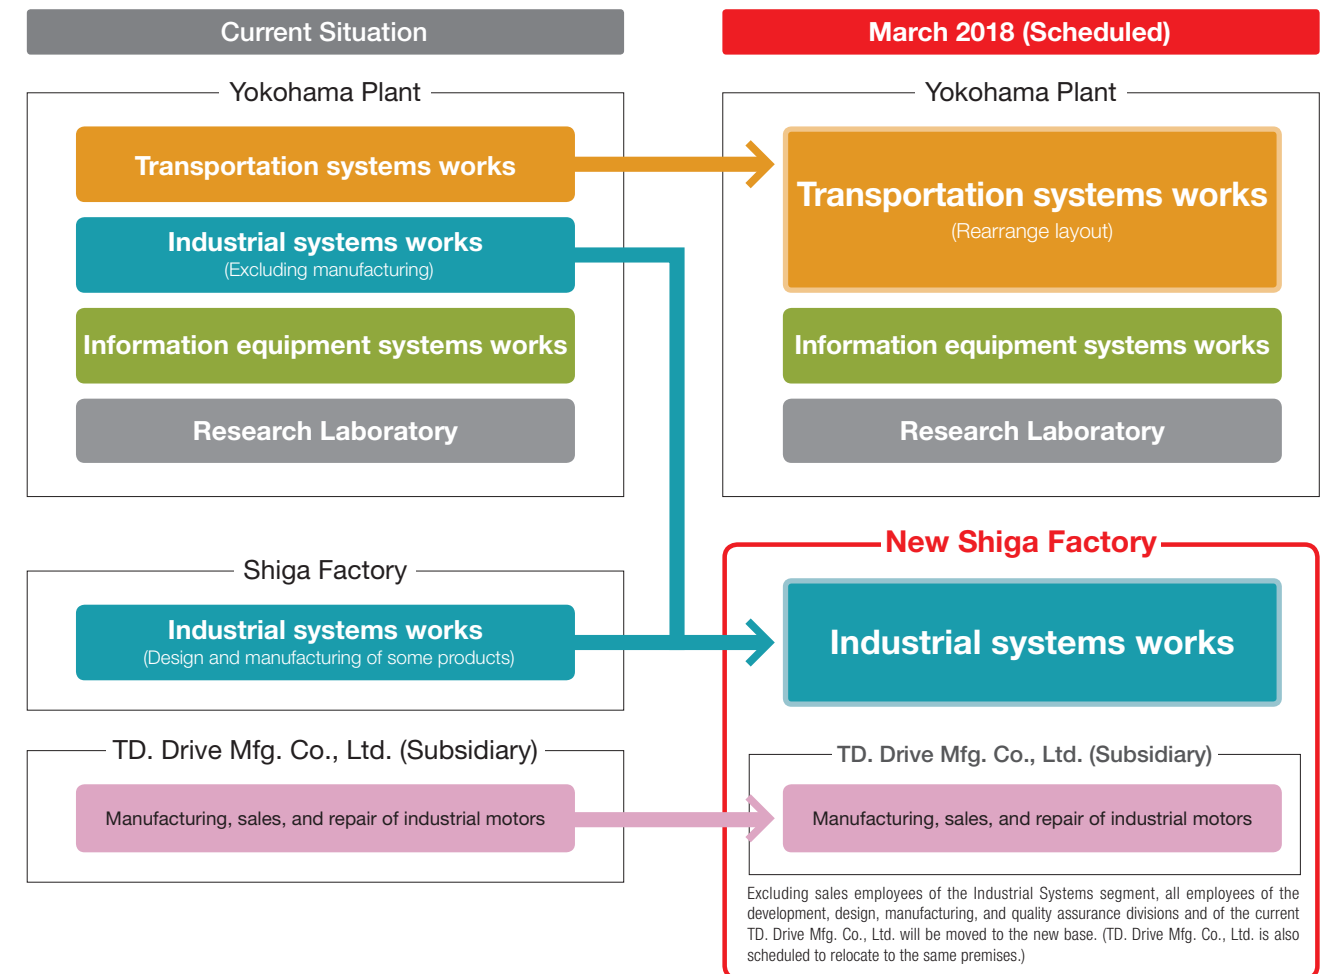 Current Situation
Yokohama Plant
Transportation systems works
Industrial systems works
(Excluding manufacturing)
Information equipment systems works
Research Laboratory
Shiga Factory
Industrial systems works
(Design and manufacturing of some products)
TD. Drive Mfg. Co., Ltd. (Subsidiary)
Manufacturing, sales, and repair of industrial motors
March 2018 (Scheduled)
Yokohama Plant
Transportation systems works
(Rearrange layout)
Information equipment systems works
Research Laboratory
New Shiga Factory
Industrial systems works
TD. Drive Mfg. Co., Ltd. (Subsidiary)
Manufacturing, sales, and repair of industrial motors
Excluding sales employees of the Industrial Systems segment, all employees of the
development, design, manufacturing, and quality assurance divisions and of the current
TD. Drive Mfg. Co., Ltd. will be moved to the new base. (TD. Drive Mfg. Co., Ltd. is also
scheduled to relocate to the same premises.)